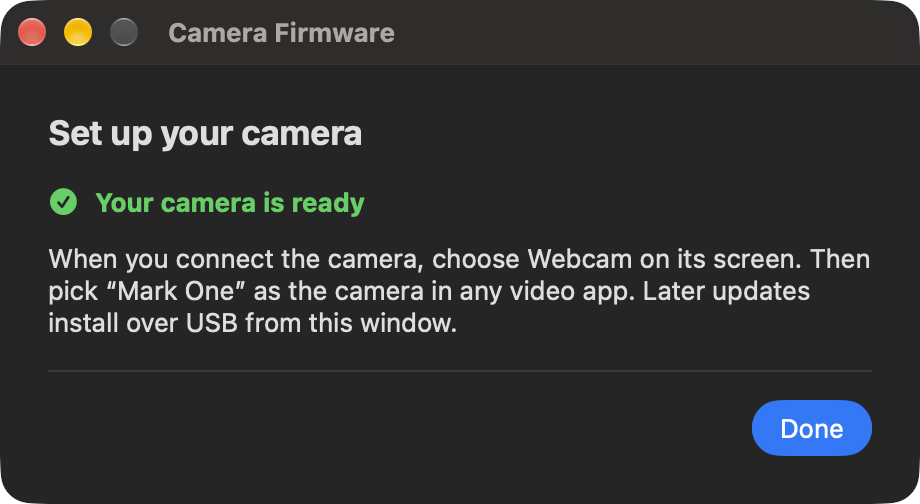 Camera Firmware
Set up your camera
Your camera is ready
When you connect the camera, choose Webcam on its screen. Then
pick “Mark One” as the camera in any video app. Later updates
install over USB from this window.
Done